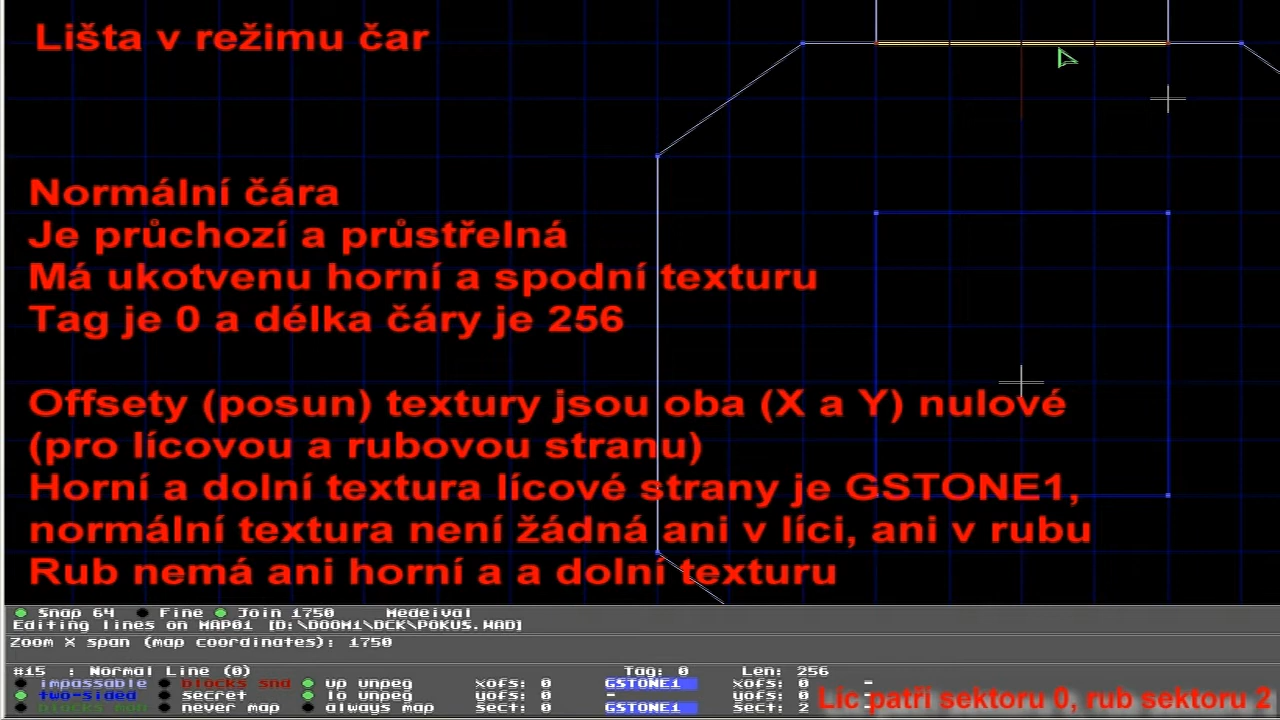 Lišta v režimu čar
Normální čára
Je průchozí a průstřelná
Má ukotvenu horní a spodní texturu
Tag je 0 a délka čáry je 256
Offsety (posun) textury jsou oba (X a Y) nulové
(pro lícovou a rubovou stranu)
Horní a dolní textura lícové strany je GSTONE1,
normální textura není žádná ani v líci, ani v rubu
Rub nemá ani horní a a dolní texturu
Snap 64 Fine Join 1750 Medeival
Editing lines on MAP01 [D:\DOOM1\DCK\POKUS.WAD]
Zoom X span (map coordinates): 1750
#15 : Normal Line (0) Tag: 0 Len: 256
impassable blocks snd up unpeg xofs: 0 GSTONE1 xofs: 0 -
two-sided secret lo unpeg yofs: 0 - yofs: 0
blocks mon never map always map sect: 0 GSTONE1 sect: 2 -
Líc patří sektoru 0, rub sektoru 2